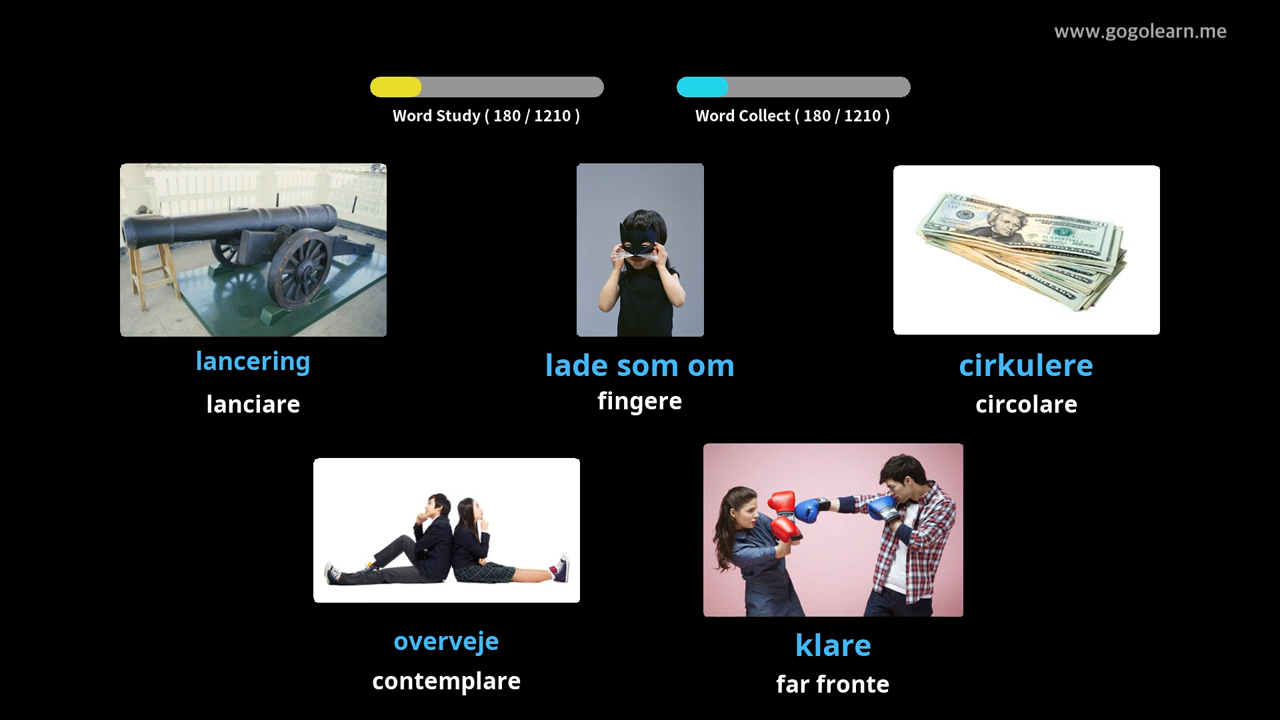 www.gogolearn.me
Word Study ( 180 / 1210 )
Word Collect ( 180 / 1210 )
lancering
lanciare
lade som om
fingere
cirkulere
circolare
overveje
contemplare
klare
far fronte